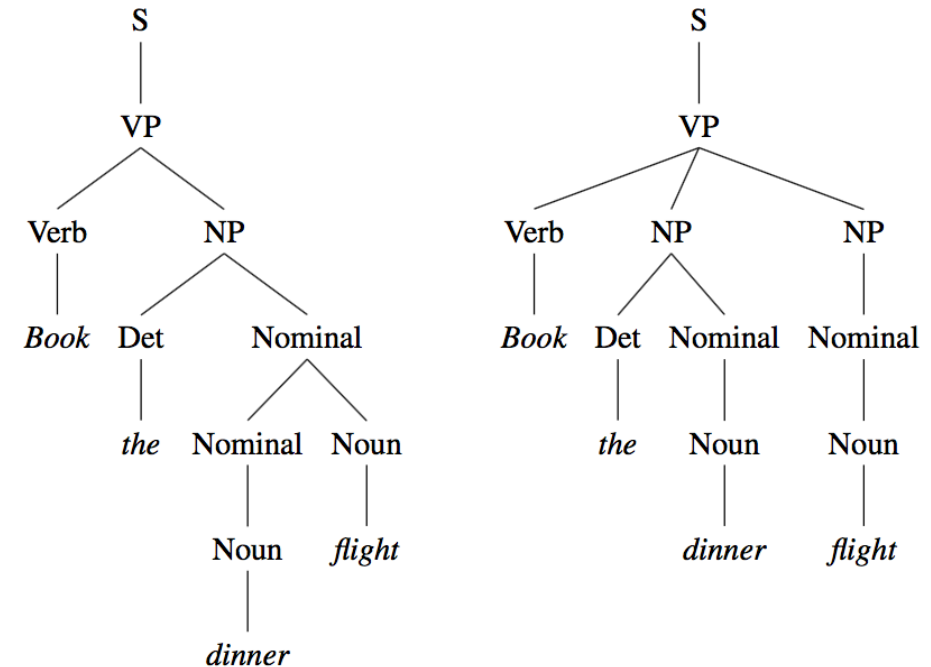 S S
VP VP
Verb NP Verb NP NP
Book Det Nominal Book Det Nominal Nominal
the Nominal Noun the Noun Noun
Noun flight dinner flight
dinner